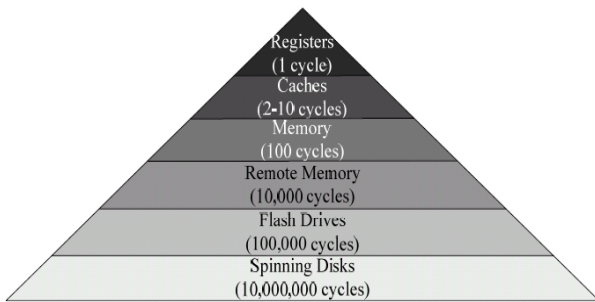 Registers
(1 cycle)
Caches
(2-10 cycles)
Memory
(100 cycles)
Remote Memory
(10,000 cycles)
Flash Drives
(100,000 cycles)
Spinning Disks
(10,000,000 cycles)